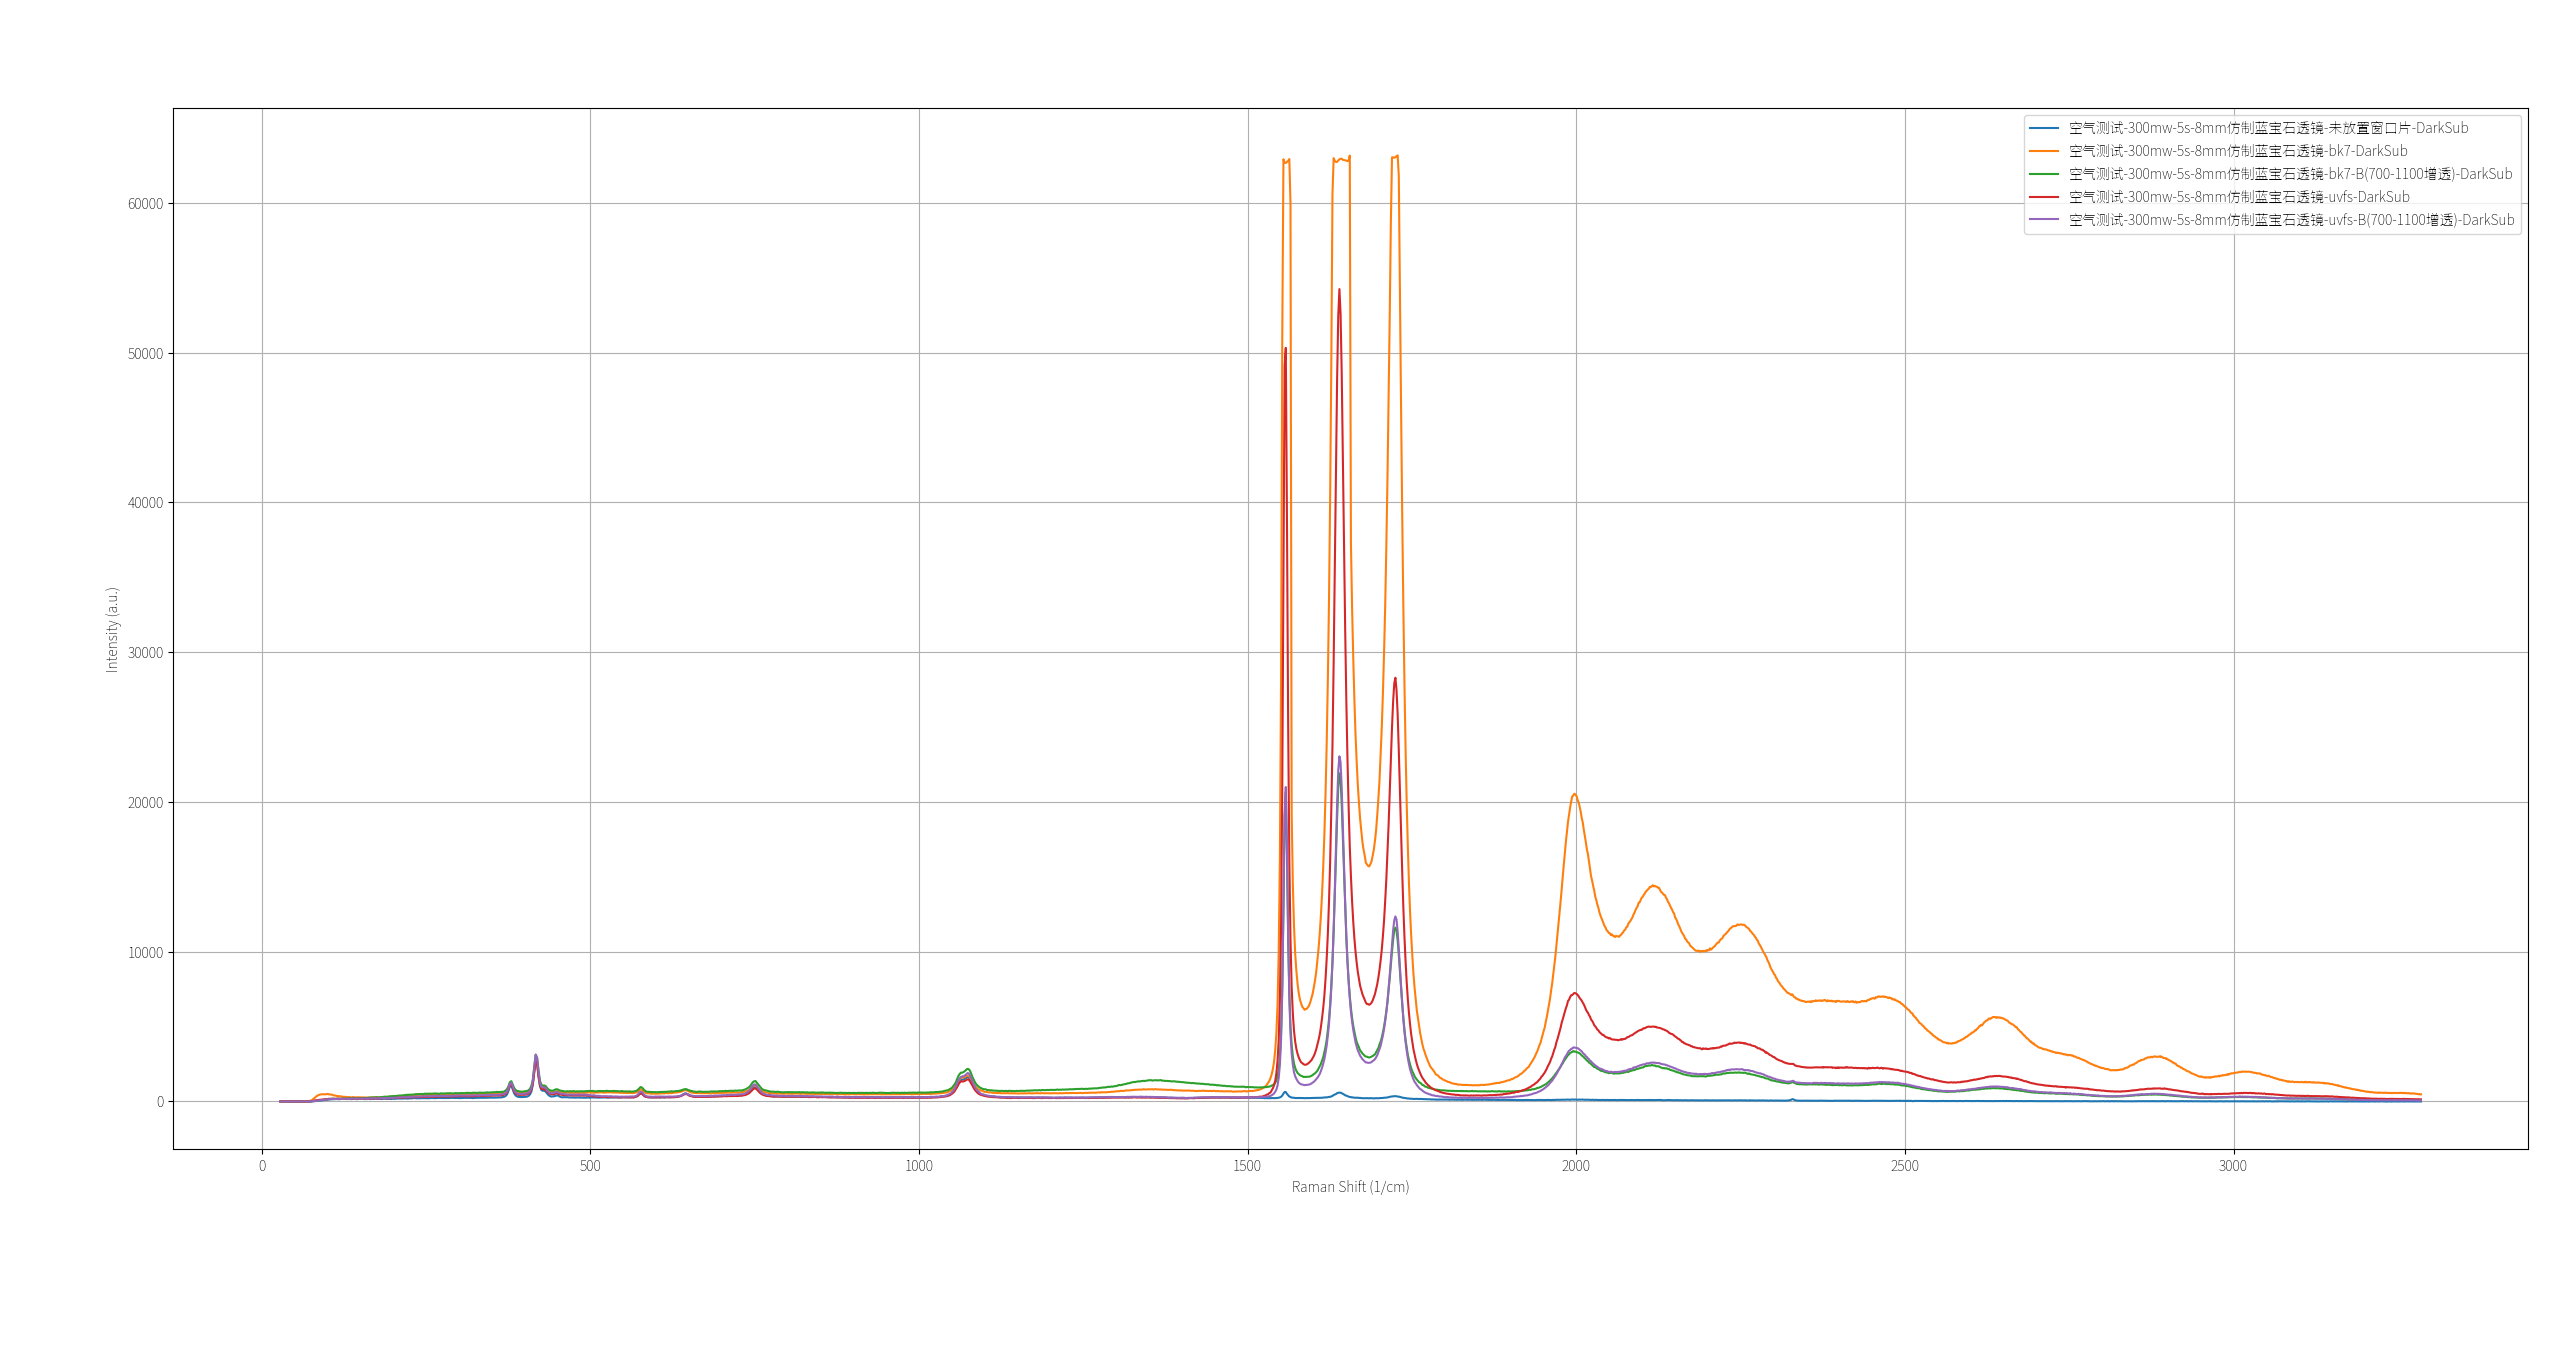 空气测试-300mw-5s-8mm仿制蓝宝石透镜-未放置窗口片-DarkSub
空气测试-300mw-5s-8mm仿制蓝宝石透镜-bk7-DarkSub
空气测试-300mw-5s-8mm仿制蓝宝石透镜-bk7-B(700-1100增透)-DarkSub
空气测试-300mw-5s-8mm仿制蓝宝石透镜-uvfs-DarkSub
空气测试-300mw-5s-8mm仿制蓝宝石透镜-uvfs-B(700-1100增透)-DarkSub
60000
50000
40000
30000
20000
10000
0
Intensity (a.u.)
0 500 1000 1500 2000 2500 3000
Raman Shift (1/cm)